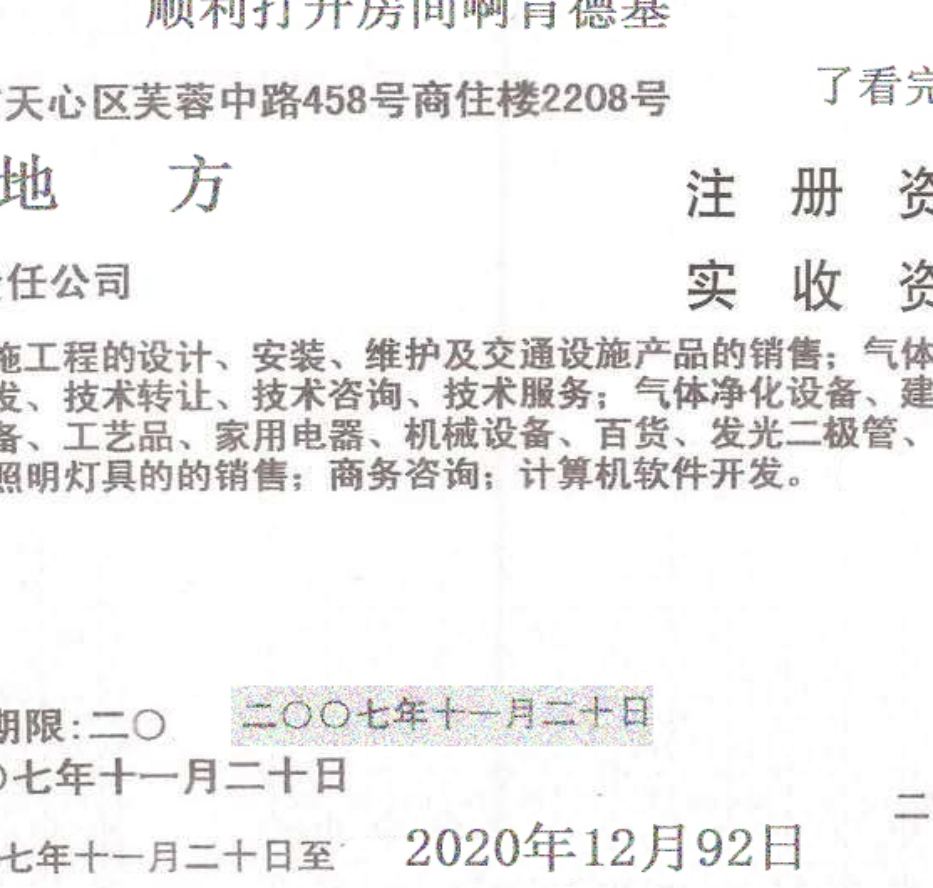 顺利打开房间啊肯德基
天心区芙蓉中路458号商住楼2208号
了看完
地 方
注 册 资
任公司
实 收 资
施工程的设计、安装、维护及交通设施产品的销售；气体
发、技术转让、技术咨询、技术服务；气体净化设备、建
备、工艺品、家用电器、机械设备、百货、发光二极管、
照明灯具的的销售；商务咨询；计算机软件开发。
期限:二〇
二〇〇七年十一月二十日
〇七年十一月二十日
二
七年十一月二十日至
2020年12月92日